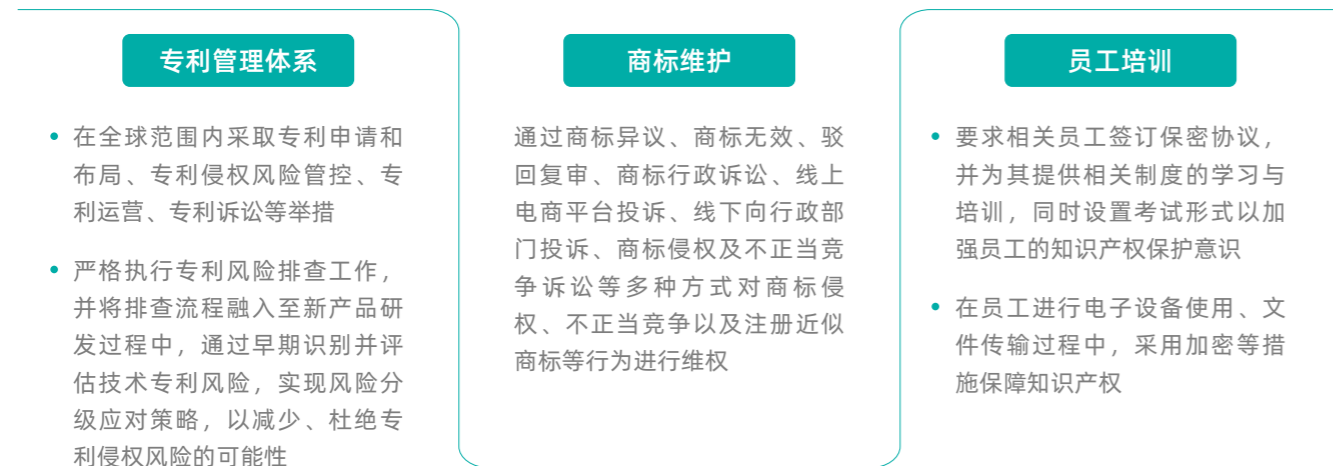 专利管理体系
• 在全球范围内采取专利申请和
布局、专利侵权风险管控、专
利运营、专利诉讼等举措
• 严格执行专利风险排查工作，
并将排查流程融入至新产品研
发过程中，通过早期识别并评
估技术专利风险，实现风险分
级应对策略，以减少、杜绝专
利侵权风险的可能性
商标维护
通过商标异议、商标无效、驳
回复审、商标行政诉讼、线上
电商平台投诉、线下向行政部
门投诉、商标侵权及不正当竞
争诉讼等多种方式对商标侵
权、不正当竞争以及注册近似
商标等行为进行维权
员工培训
• 要求相关员工签订保密协议，
并为其提供相关制度的学习与
培训，同时设置考试形式以加
强员工的知识产权保护意识
• 在员工进行电子设备使用、文
件传输过程中，采用加密等措
施保障知识产权